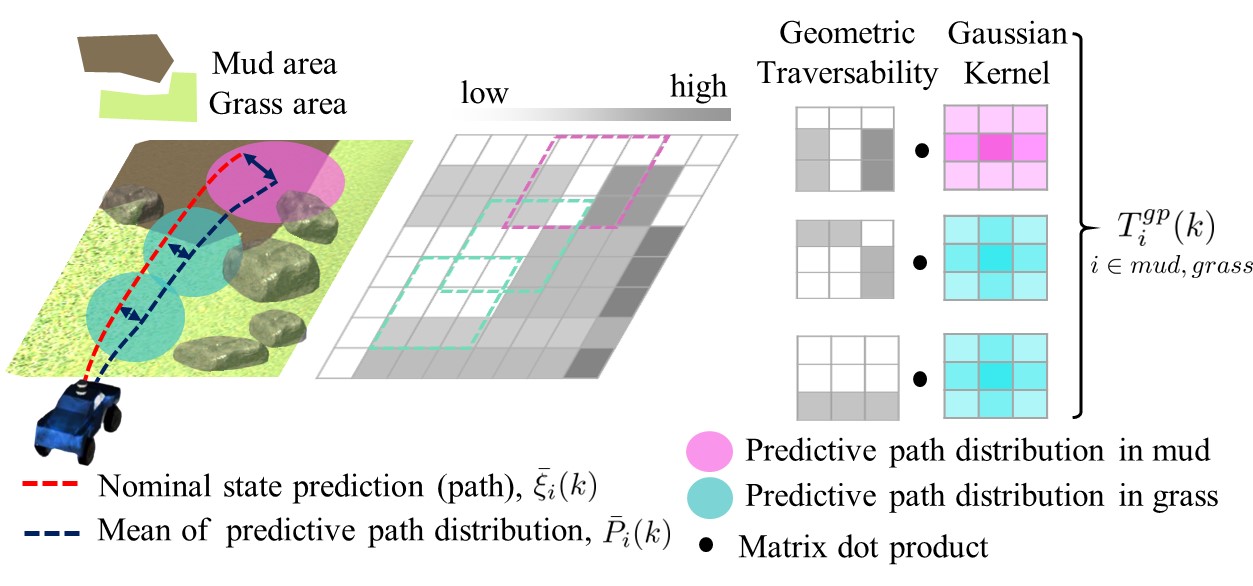 Mud area
Grass area
low
high
Geometric
Traversability
Gaussian
Kernel
$T_i^{gp}(k)$
$i \in mud, grass$
Nominal state prediction (path), $\bar{\xi}_i(k)$
Mean of predictive path distribution, $\bar{P}_i(k)$
Predictive path distribution in mud
Predictive path distribution in grass
Matrix dot product